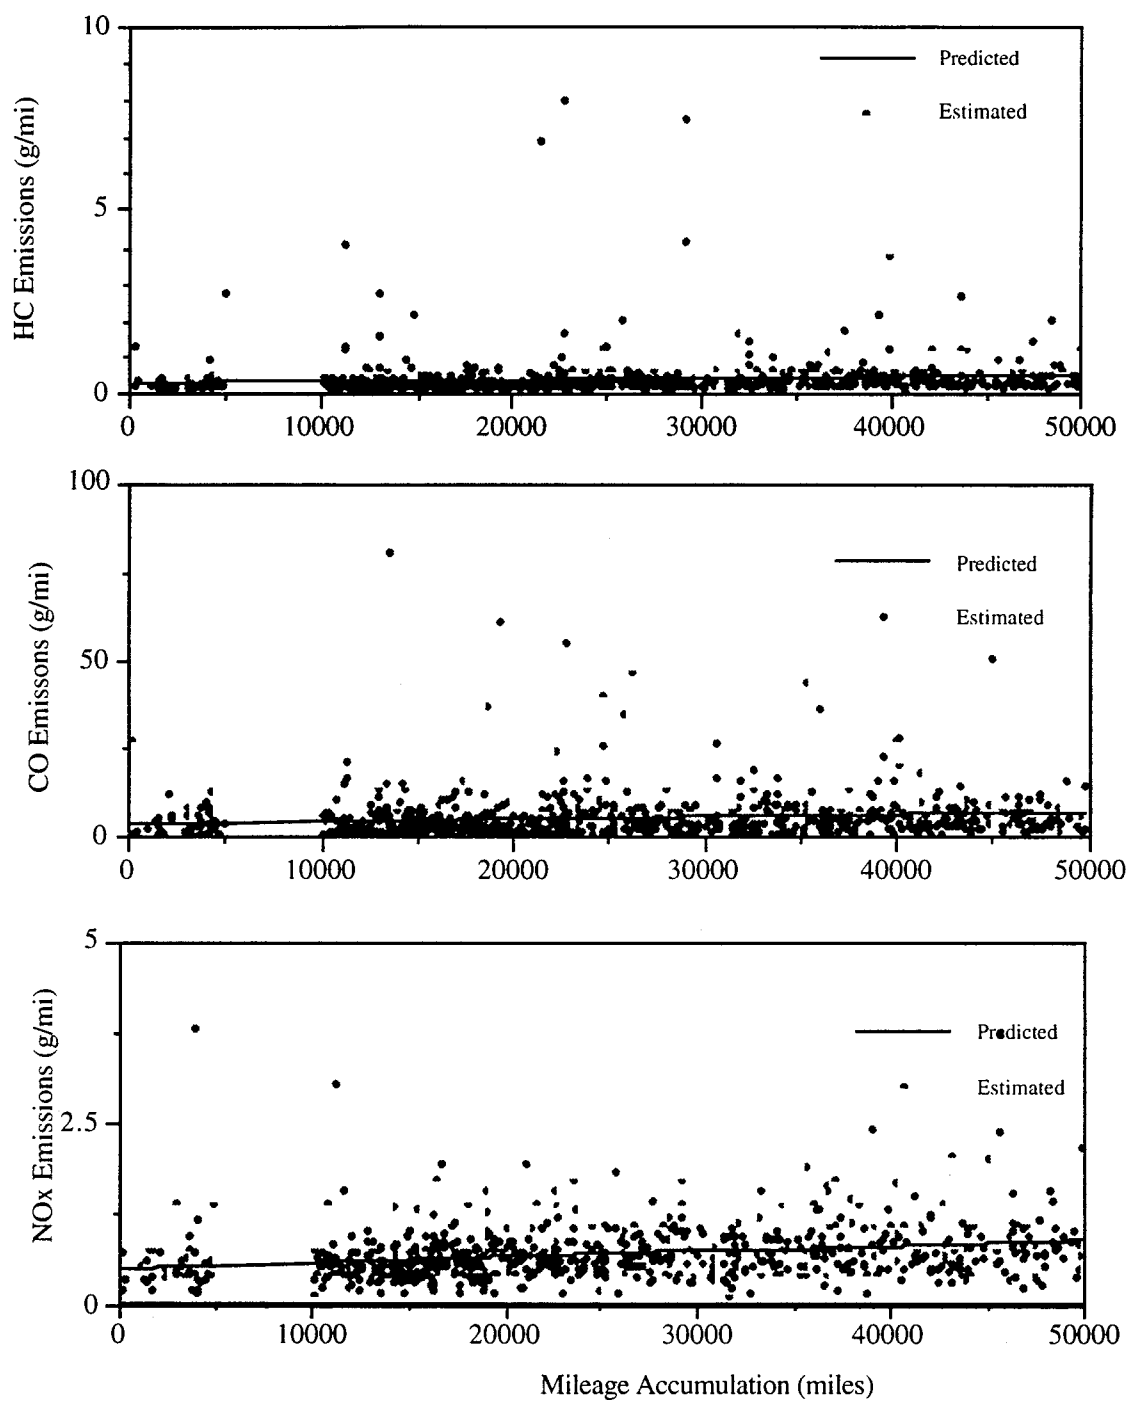 10
Predicted
Estimated
HC Emissions (g/mi)
5
0
0 10000 20000 30000 40000 50000
100
Predicted
Estimated
CO Emissons (g/mi)
50
0
0 10000 20000 30000 40000 50000
5
Predicted
Estimated
NOx Emissions (g/mi)
2.5
0
0 10000 20000 30000 40000 50000
Mileage Accumulation (miles)